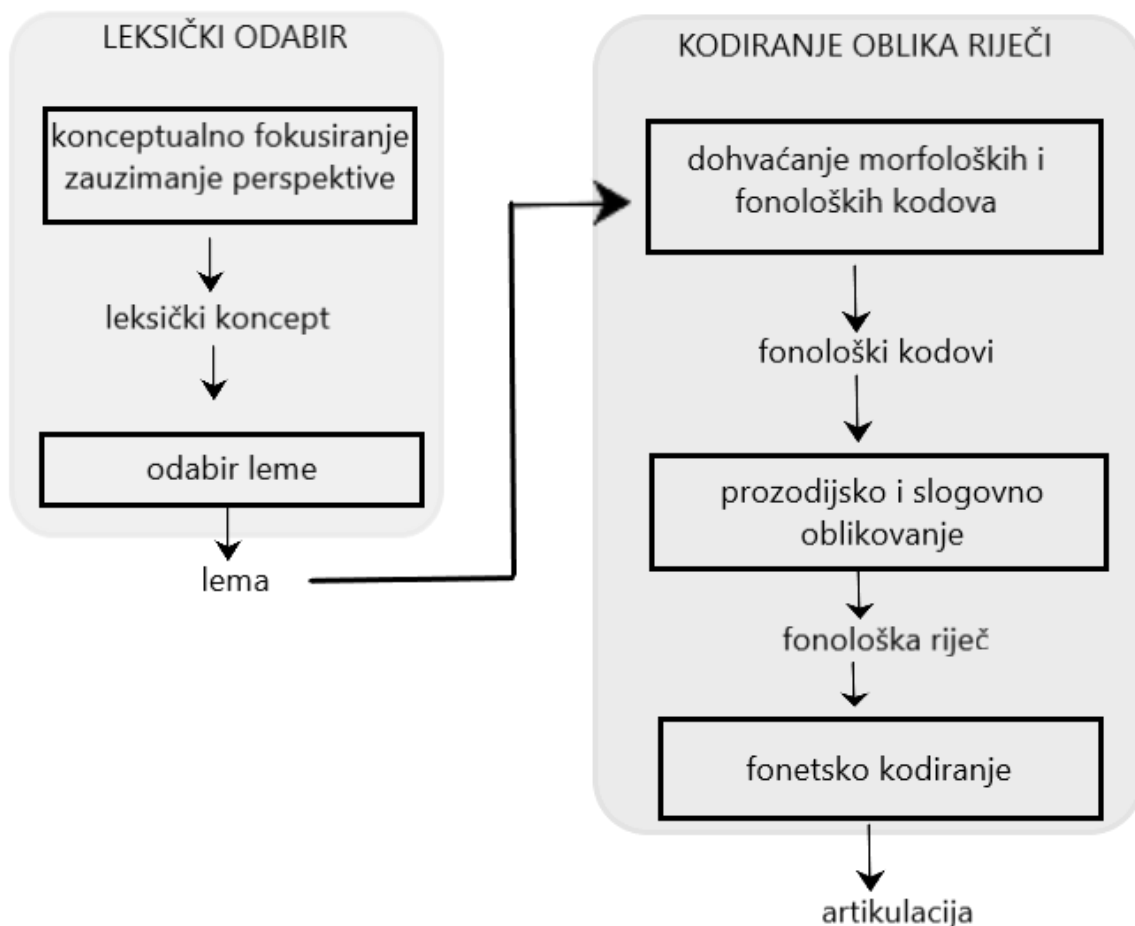 LEKSIČKI ODABIR
konceptualno fokusiranje
zauzimanje perspektive
leksički koncept
odabir leme
lema
KODIRANJE OBLIKA RIJEČI
dohvaćanje morfoloških i
fonoloških kodova
fonološki kodovi
prozodijsko i slogovno
oblikovanje
fonološka riječ
fonetsko kodiranje
artikulacija